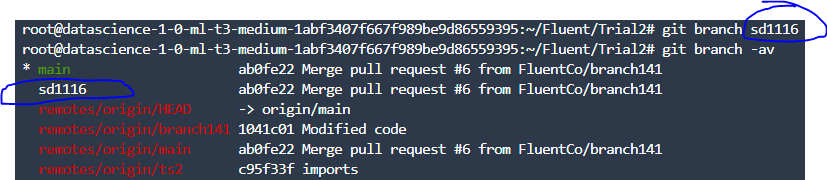 root@datascience-1-0-ml-t3-medium-1abf3407f667f989be9d86559395:~/Fluent/Trial2# git branch sd1116
root@datascience-1-0-ml-t3-medium-1abf3407f667f989be9d86559395:~/Fluent/Trial2# git branch -av
* main ab0fe22 Merge pull request #6 from FluentCo/branch141
sd1116 ab0fe22 Merge pull request #6 from FluentCo/branch141
remotes/origin/HEAD -> origin/main
remotes/origin/branch141 1041c01 Modified code
remotes/origin/main ab0fe22 Merge pull request #6 from FluentCo/branch141
remotes/origin/ts2 c95f33f imports